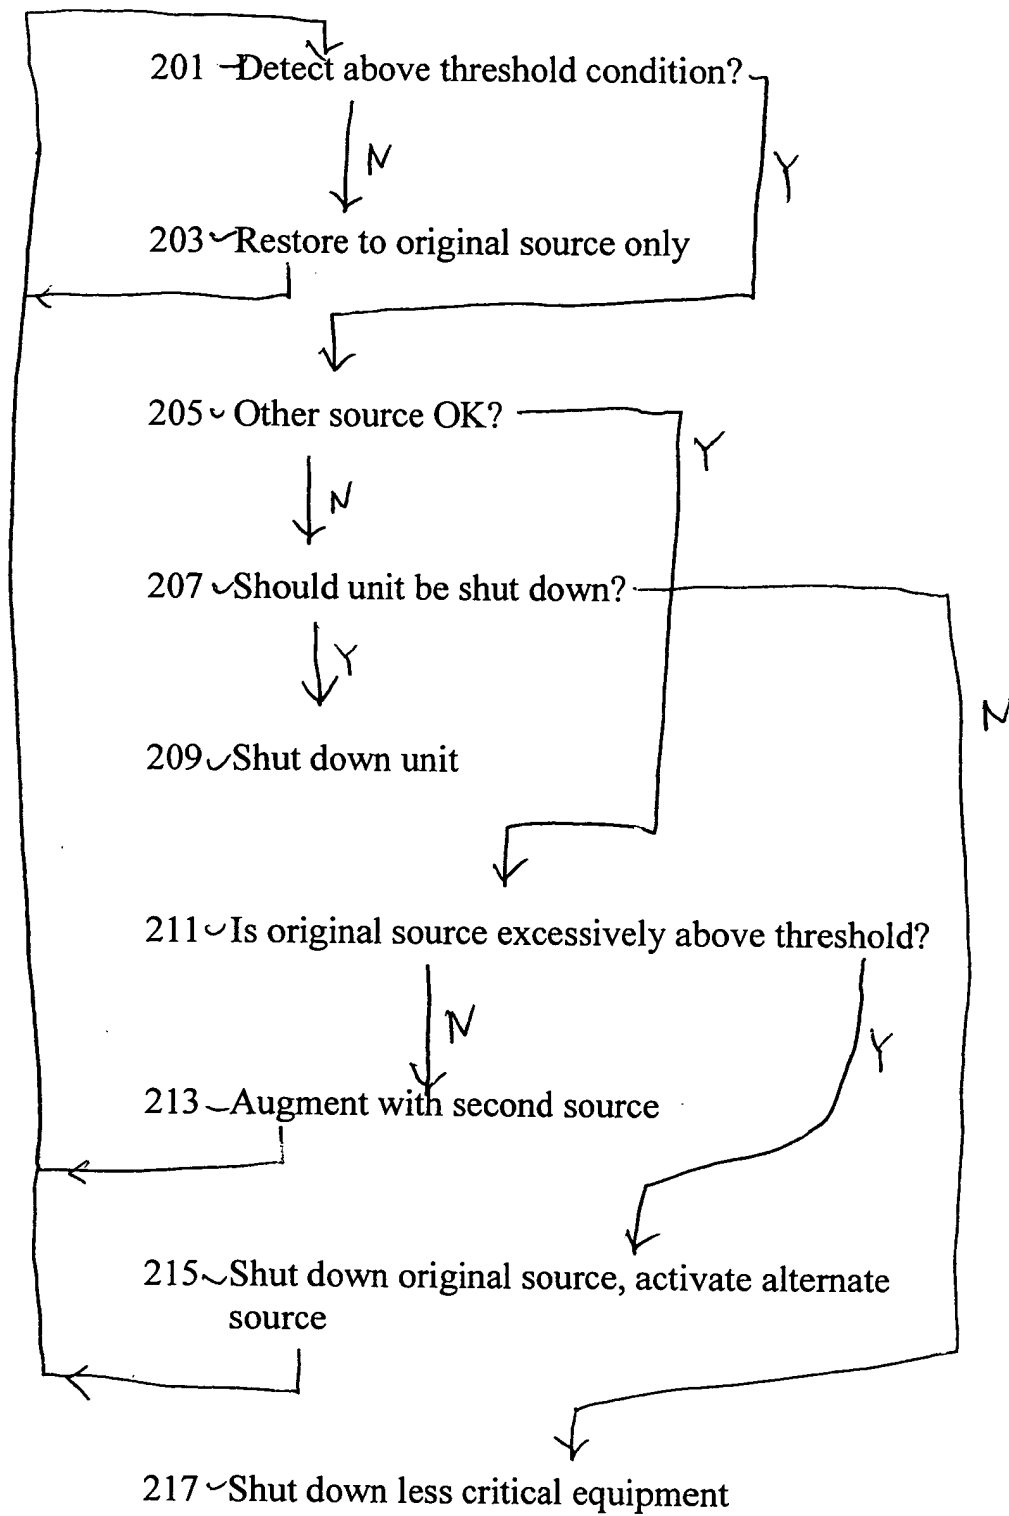 201 Detect above threshold condition?
N
Y
203 Restore to original source only
205 Other source OK?
Y
N
207 Should unit be shut down?
Y
N
209 Shut down unit
211 Is original source excessively above threshold?
N
Y
213 Augment with second source
215 Shut down original source, activate alternate
source
217 Shut down less critical equipment